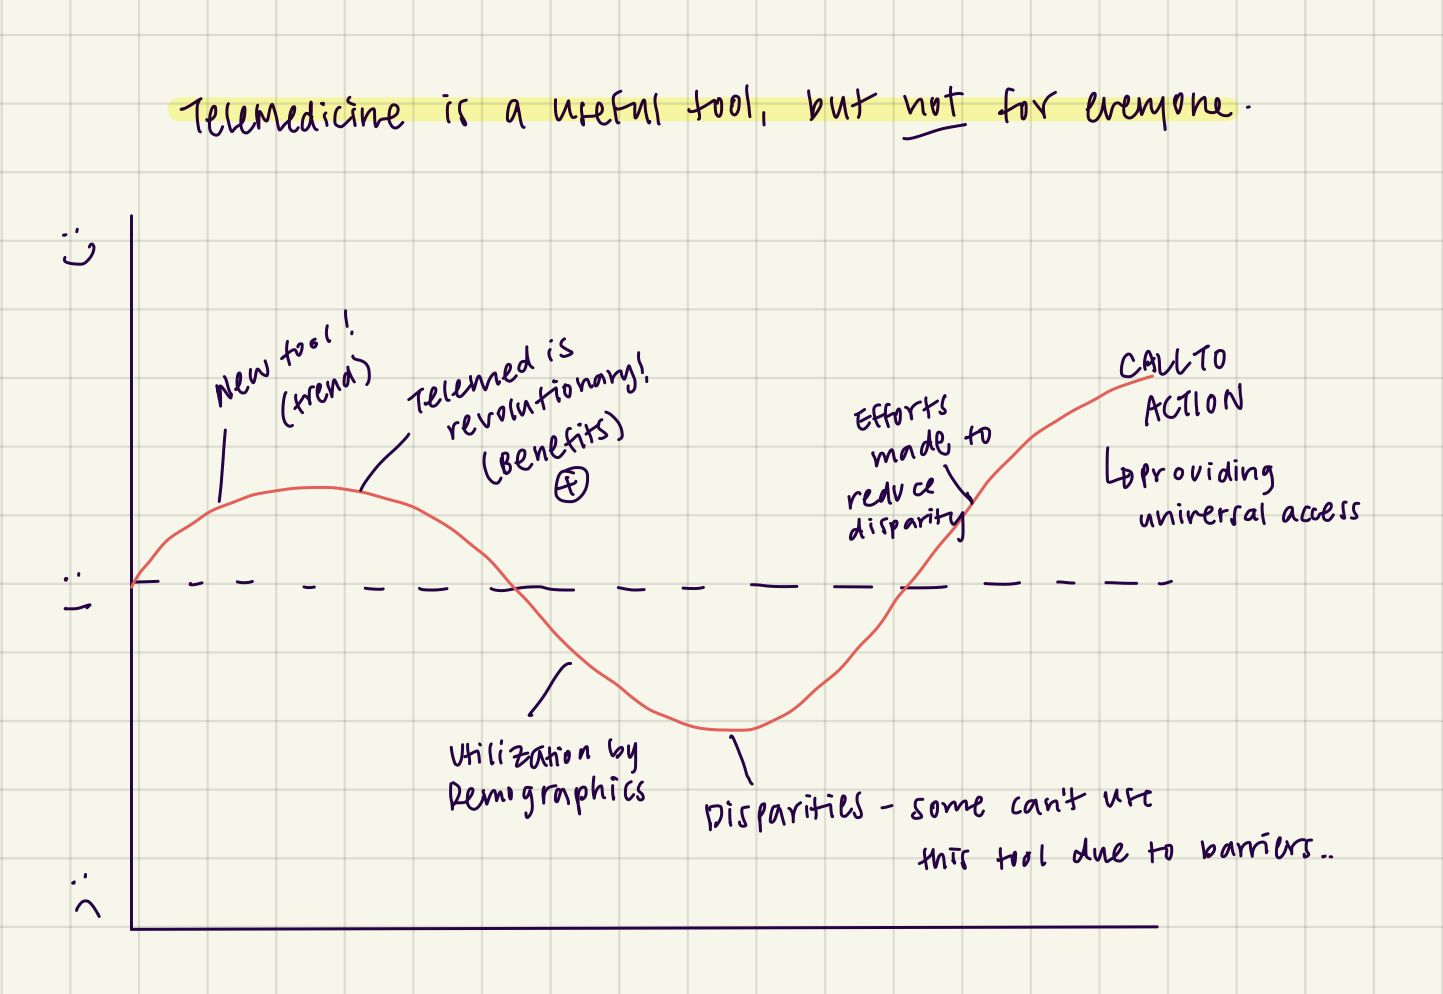 Telemedicine is a useful tool, but not for everyone.
New tool!
(trend)
Telemed is
revolutionary!
(Benefits)
+
Efforts
made to
reduce
disparity
CALL TO
ACTION
↳ providing
universal access
Utilization by
Demographics
Disparities - some can't use
this tool due to barriers..